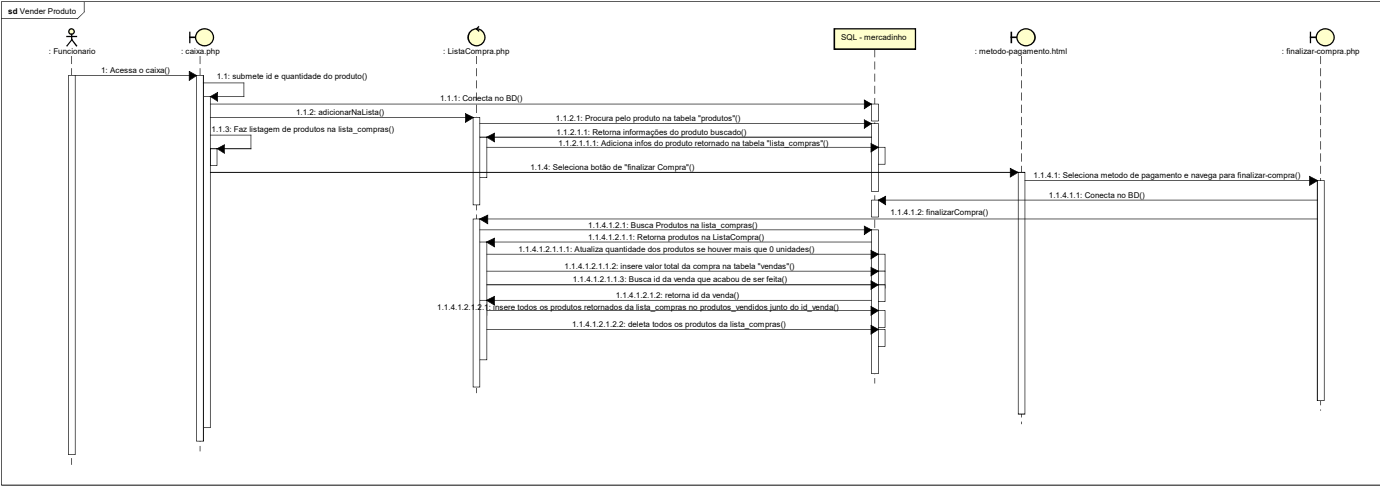 sd Vender Produto
: Funcionario
: caixa.php
: ListaCompra.php
SQL - mercadinho
: metodo-pagamento.html
: finalizar-compra.php
1: Acessa o caixa()
1.1: submete id e quantidade do produto()
1.1.1: Conecta no BD()
1.1.2: adicionarNaLista()
1.1.2.1: Procura pelo produto na tabela "produtos"()
1.1.3: Faz listagem de produtos na lista_compras()
1.1.2.1.1: Retorna informações do produto buscado()
1.1.2.1.1.1: Adiciona infos do produto retornado na tabela "lista_compras"()
1.1.4: Seleciona botão de "finalizar Compra"()
1.1.4.1: Seleciona metodo de pagamento e navega para finalizar-compra()
1.1.4.1.1: Conecta no BD()
1.1.4.1.2: finalizarCompra()
1.1.4.1.2.1: Busca Produtos na lista_compras()
1.1.4.1.2.1.1: Retorna produtos na ListaCompra()
1.1.4.1.2.1.1.1: Atualiza quantidade dos produtos se houver mais que 0 unidades()
1.1.4.1.2.1.1.2: insere valor total da compra na tabela "vendas"()
1.1.4.1.2.1.1.3: Busca id da venda que acabou de ser feita()
1.1.4.1.2.1.2: retorna id da venda()
1.1.4.1.2.1.2.1: insere todos os produtos retornados da lista_compras no produtos_vendidos junto do id_venda()
1.1.4.1.2.1.2.2: deleta todos os produtos da lista_compras()